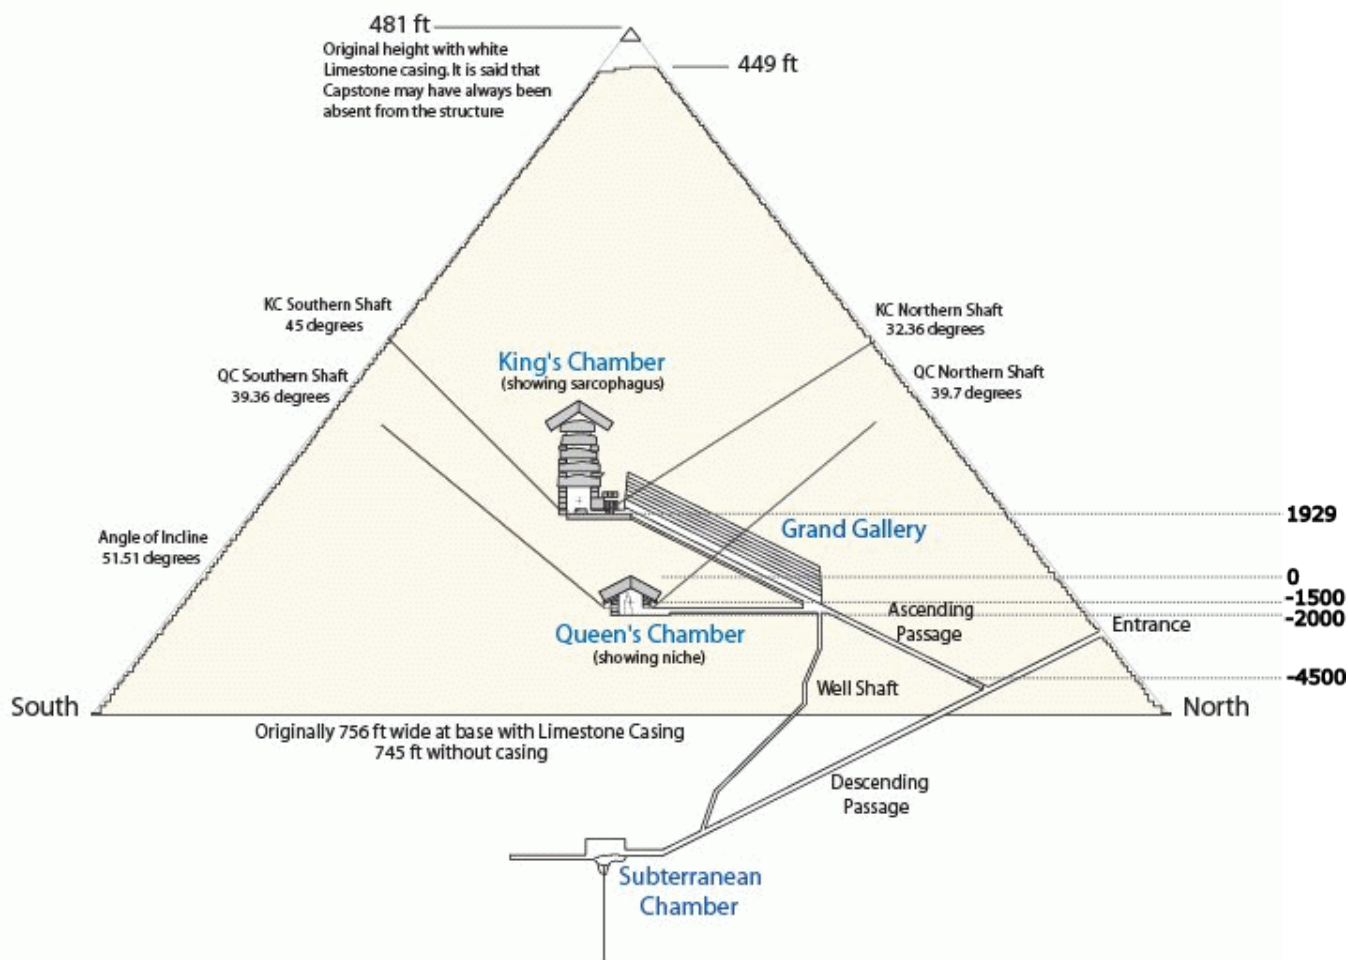 481 ft
Original height with white
Limestone casing. It is said that
Capstone may have always been
absent from the structure
449 ft
KC Southern Shaft
45 degrees
KC Northern Shaft
32.36 degrees
QC Southern Shaft
39.36 degrees
King's Chamber
(showing sarcophagus)
QC Northern Shaft
39.7 degrees
Angle of Incline
51.51 degrees
Grand Gallery
1929
0
-1500
-2000
Ascending
Passage
Entrance
Queen's Chamber
(showing niche)
-4500
Well Shaft
South
North
Originally 756 ft wide at base with Limestone Casing
745 ft without casing
Descending
Passage
Subterranean
Chamber